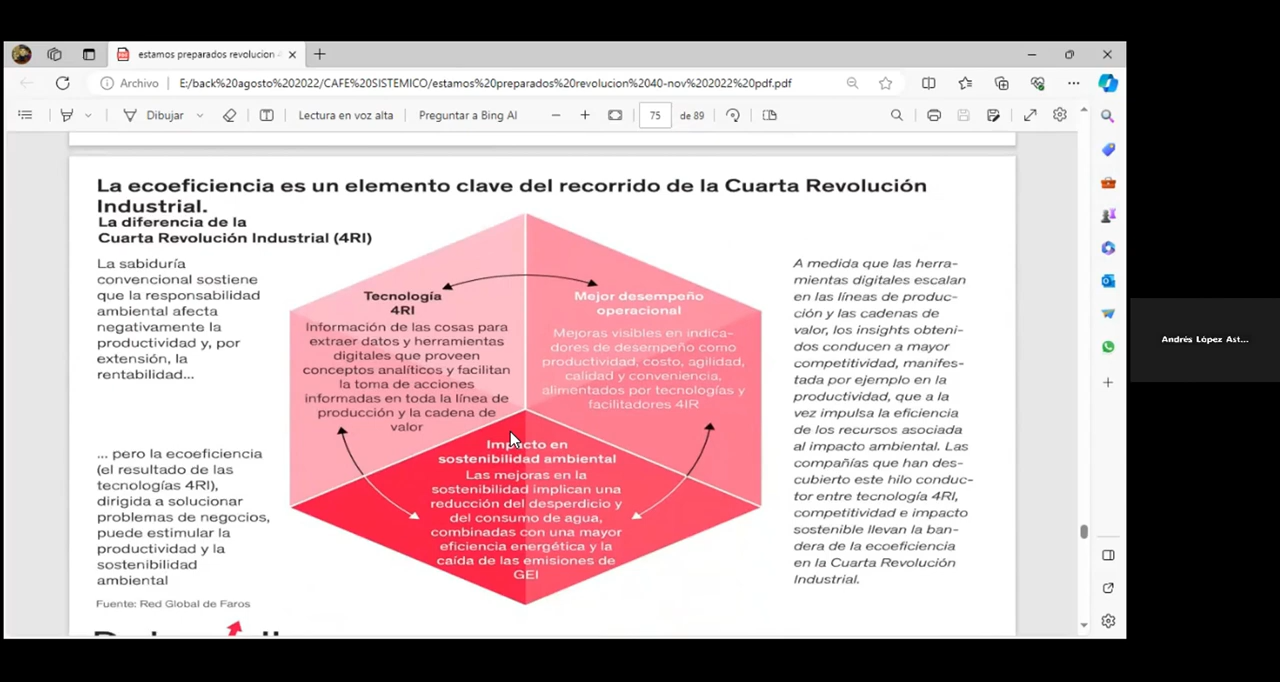 estamos preparados revolucion 4
Archivo
E:/back%20agosto%202022/CAFE%20SISTEMICO/estamos%20preparados%20revolucion%2040-nov%202022%20pdf.pdf
Dibujar
Lectura en voz alta
Preguntar a Bing AI
75
de 89
La ecoeficiencia es un elemento clave del recorrido de la Cuarta Revolución
Industrial.
La diferencia de la
Cuarta Revolución Industrial (4RI)
La sabiduría
convencional sostiene
que la responsabilidad
ambiental afecta
negativamente la
productividad y, por
extensión, la
rentabilidad...
... pero la ecoeficiencia
(el resultado de las
tecnologías 4RI),
dirigida a solucionar
problemas de negocios,
puede estimular la
productividad y la
sostenibilidad
ambiental
Fuente: Red Global de Faros
Tecnología
4RI
Información de las cosas para
extraer datos y herramientas
digitales que proveen
conceptos analíticos y facilitan
la toma de acciones
informadas en toda la línea de
producción y la cadena de
valor
Mejor desempeño
operacional
Mejoras visibles en indica-
dores de desempeño como
productividad, costo, agilidad,
calidad y conveniencia,
alimentados por tecnologías y
facilitadores 4IR
Impacto en
sostenibilidad ambiental
Las mejoras en la
sostenibilidad implican una
reducción del desperdicio y
del consumo de agua,
combinadas con una mayor
eficiencia energética y la
caída de las emisiones de
GEI
A medida que las herra-
mientas digitales escalan
en las líneas de produc-
ción y las cadenas de
valor, los insights obteni-
dos conducen a mayor
competitividad, manifes-
tada por ejemplo en la
productividad, que a la
vez impulsa la eficiencia
de los recursos asociada
al impacto ambiental. Las
compañías que han des-
cubierto este hilo conduc-
tor entre tecnología 4RI,
competitividad e impacto
sostenible llevan la ban-
dera de la ecoeficiencia
en la Cuarta Revolución
Industrial.
Andrés López Ast...